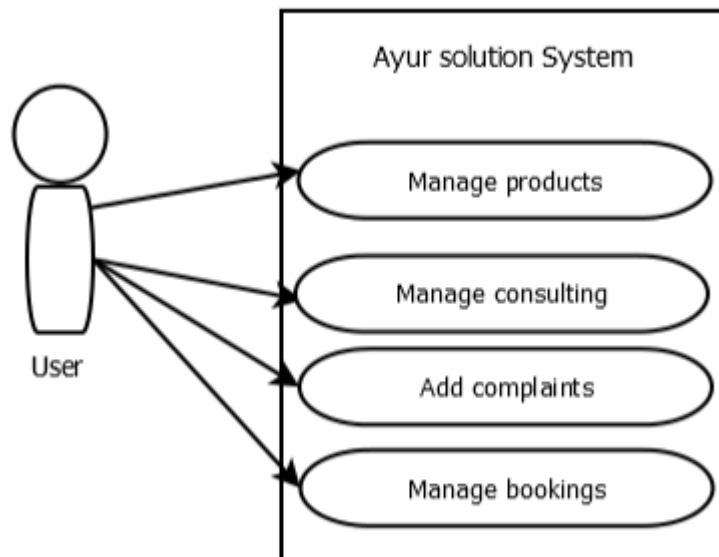 Ayur solution System
Manage products
Manage consulting
User
Add complaints
Manage bookings